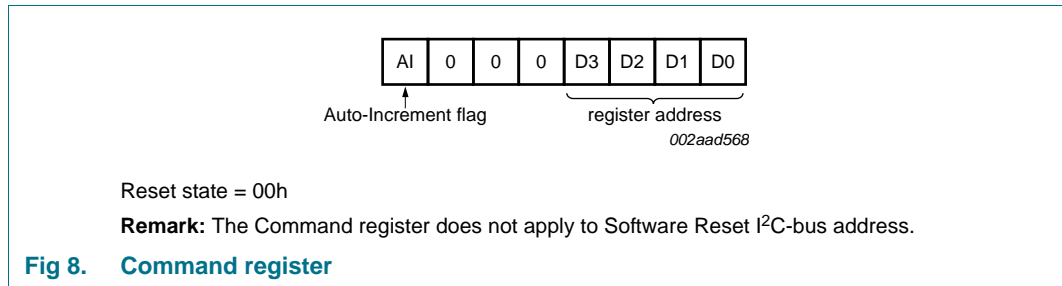 AI 0 0 0 D3 D2 D1 D0
Auto-Increment flag register address
002aad568
Reset state = 00h
Remark: The Command register does not apply to Software Reset I²C-bus address.
Fig 8. Command register